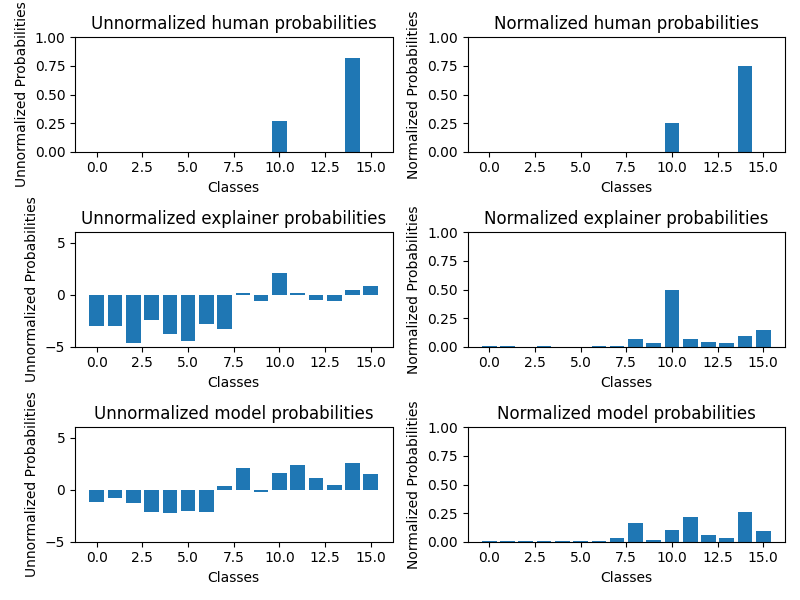 Unnormalized human probabilities
Unnormalized Probabilities
1.00
0.75
0.50
0.25
0.00
0.0 2.5 5.0 7.5 10.0 12.5 15.0
Classes
Normalized human probabilities
Normalized Probabilities
1.00
0.75
0.50
0.25
0.00
0.0 2.5 5.0 7.5 10.0 12.5 15.0
Classes
Unnormalized explainer probabilities
Unnormalized Probabilities
5
0
−5
0.0 2.5 5.0 7.5 10.0 12.5 15.0
Classes
Normalized explainer probabilities
Normalized Probabilities
1.00
0.75
0.50
0.25
0.00
0.0 2.5 5.0 7.5 10.0 12.5 15.0
Classes
Unnormalized model probabilities
Unnormalized Probabilities
5
0
−5
0.0 2.5 5.0 7.5 10.0 12.5 15.0
Classes
Normalized model probabilities
Normalized Probabilities
1.00
0.75
0.50
0.25
0.00
0.0 2.5 5.0 7.5 10.0 12.5 15.0
Classes